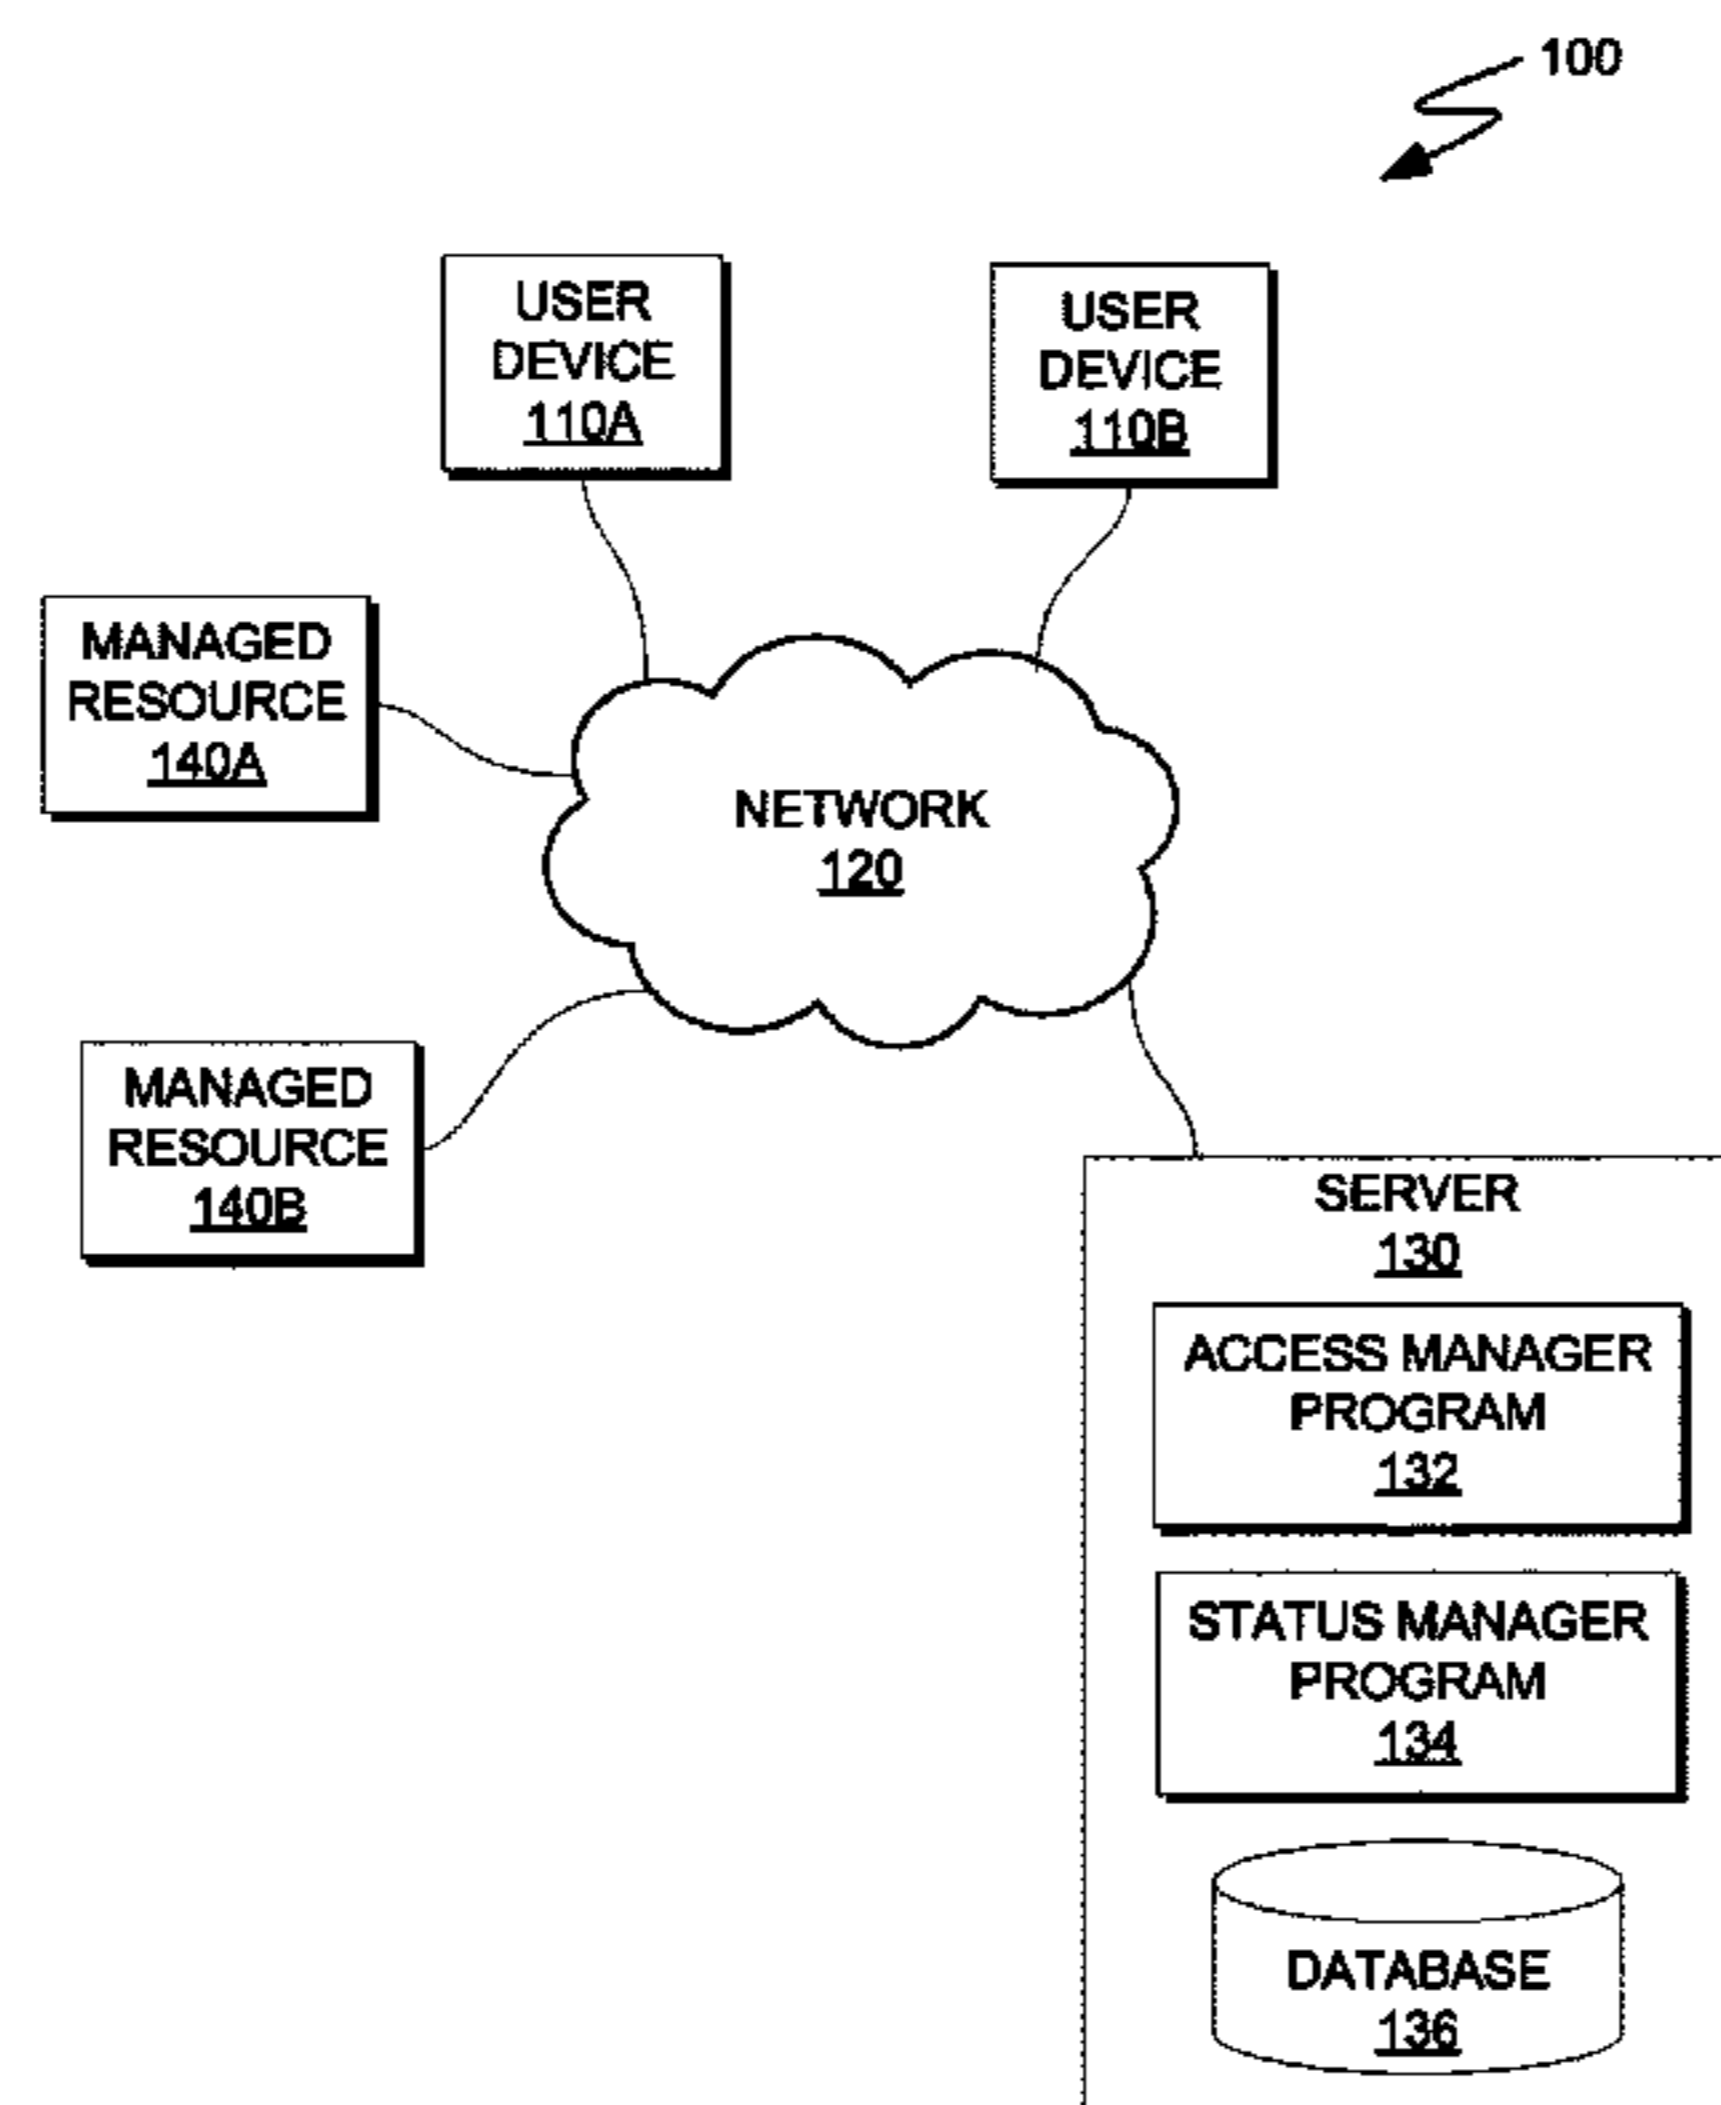 100
USER
DEVICE
110A
USER
DEVICE
110B
MANAGED
RESOURCE
140A
NETWORK
120
MANAGED
RESOURCE
140B
SERVER
130
ACCESS MANAGER
PROGRAM
132
STATUS MANAGER
PROGRAM
134
DATABASE
136